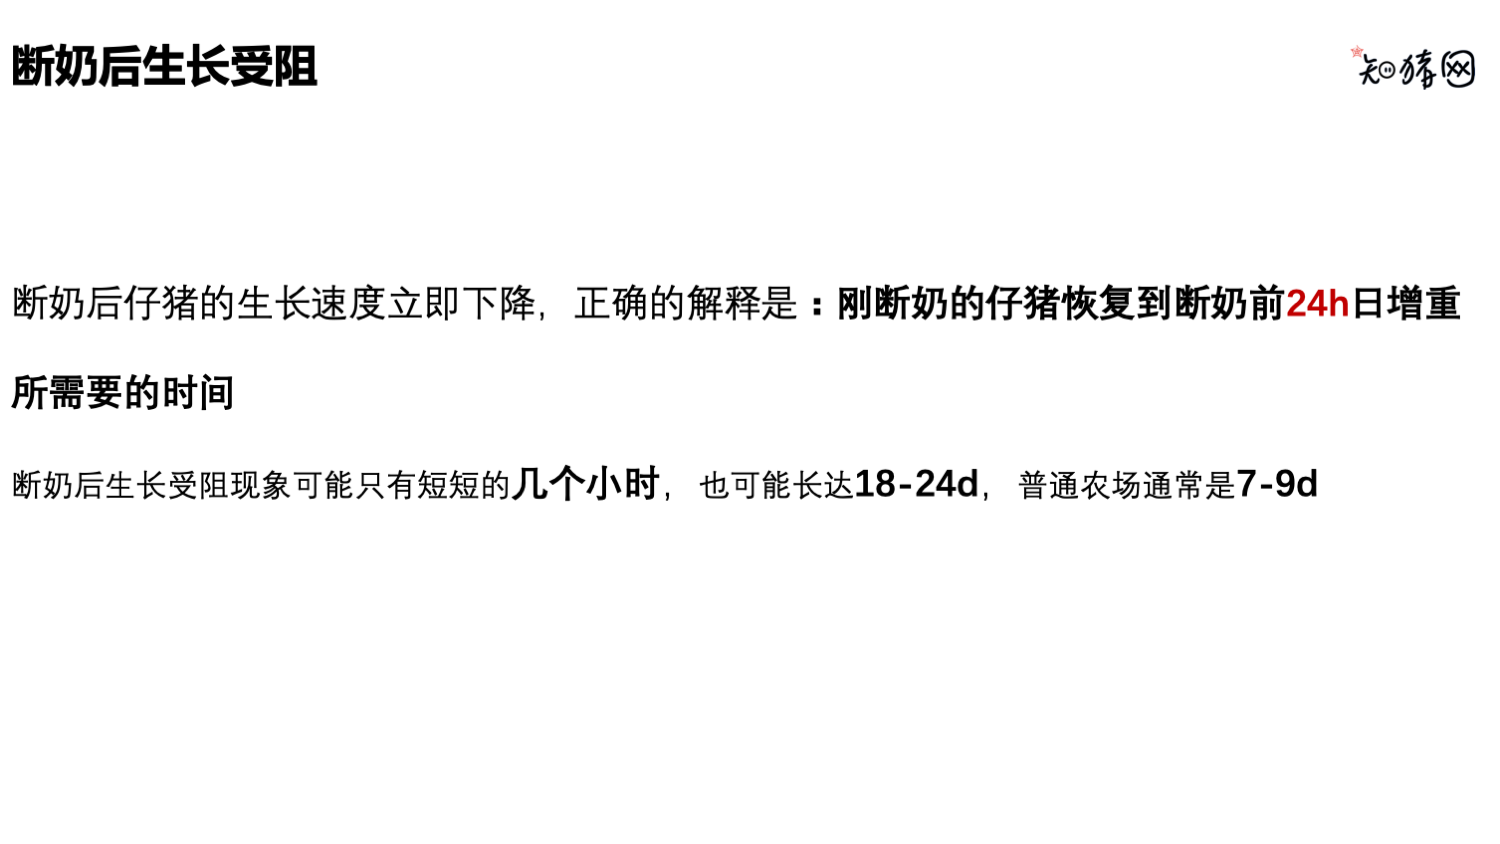 断奶后生长受阻
知猪网
断奶后仔猪的生长速度立即下降，正确的解释是：刚断奶的仔猪恢复到断奶前24h日增重
所需要的时间
断奶后生长受阻现象可能只有短短的几个小时，也可能长达18-24d，普通农场通常是7-9d